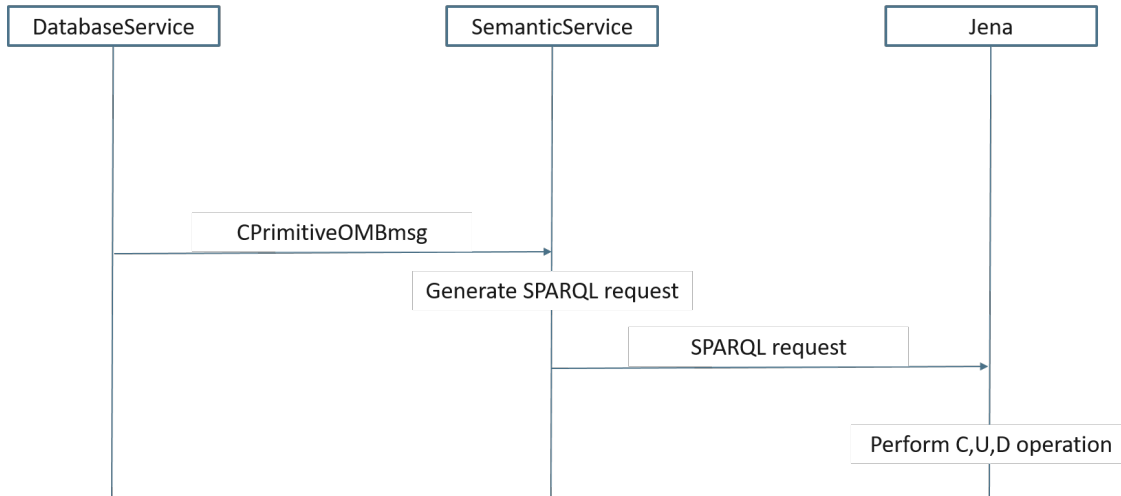 DatabaseService
SemanticService
Jena
CPrimitiveOMBmsg
Generate SPARQL request
SPARQL request
Perform C,U,D operation